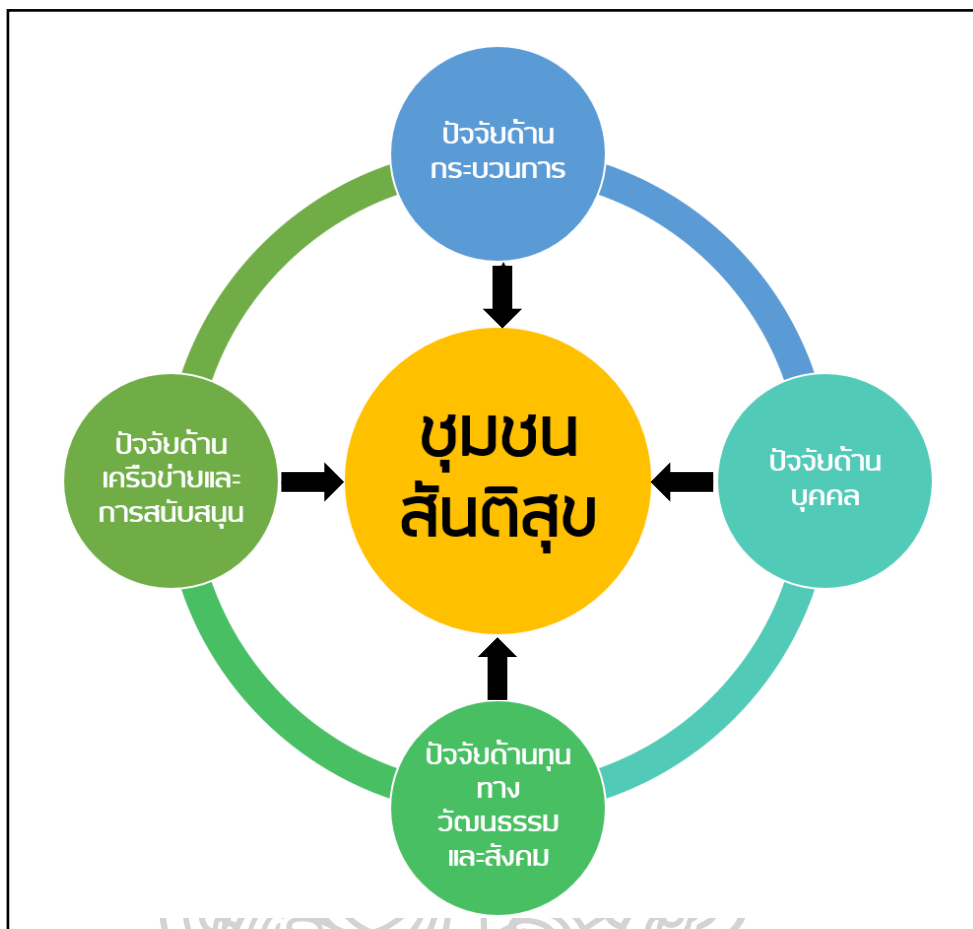 ปัจจัยด้าน
กระบวนการ
ปัจจัยด้าน
เครือข่ายและ
การสนับสนุน
ชุมชน
สันติสุข
ปัจจัยด้าน
บุคคล
ปัจจัยด้านทุน
ทาง
วัฒนธรรม
และสังคม